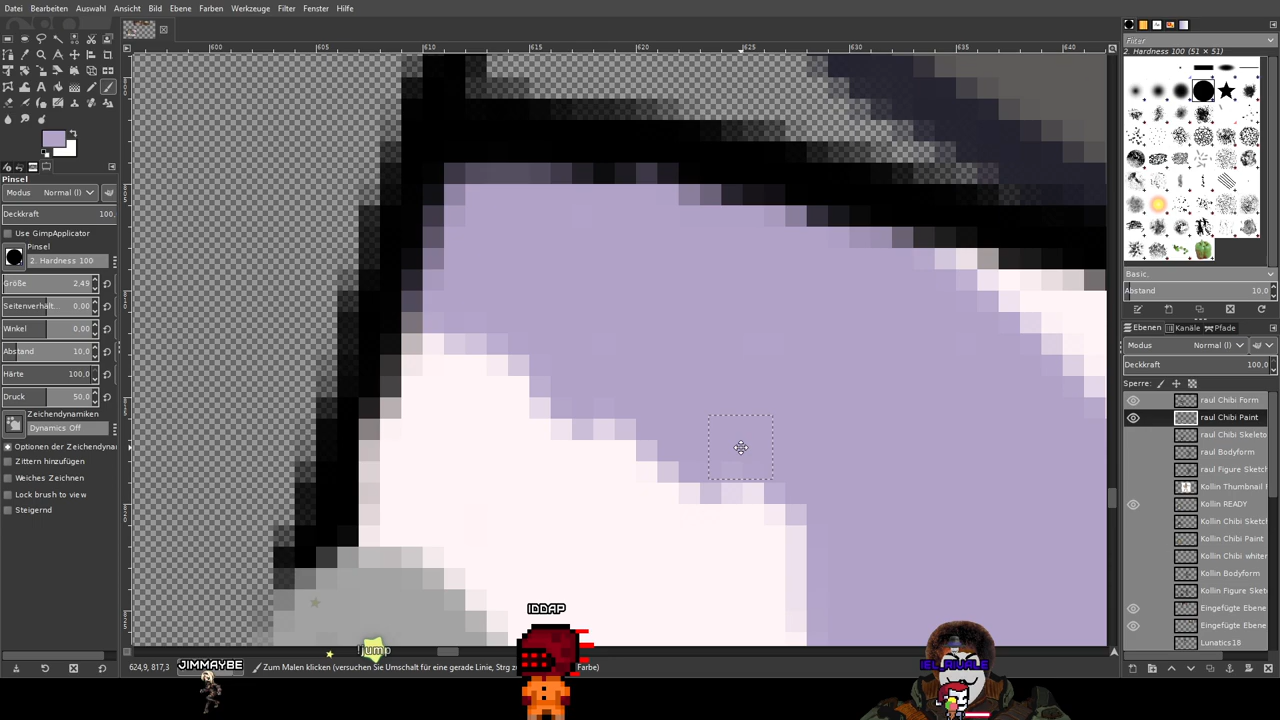 Datei Bearbeiten Auswahl Ansicht Bild Ebene Farben Werkzeuge Filter Fenster Hilfe
600 605 610 615 620 625 630 635 640
Filter
2. Hardness 100 (51 × 51)
Pinsel
Modus Normal (l)
Deckkraft 100,
Use GimpApplicator
Pinsel
2. Hardness 100
Größe 2,49
Seitenverhält... 0,00
Winkel 0,00
Abstand 10,0
Härte 100,0
Druck 50,0
Zeichendynamiken
Dynamics Off
Optionen der Zeichendynar
Zittern hinzufügen
Weiches Zeichnen
Lock brush to view
Steigernd
Basic,
Abstand 10,0
Ebenen Kanäle Pfade
Modus Normal (l)
Deckkraft 100,0
Sperre:
raul Chibi Form
raul Chibi Paint
raul Chibi Skeleto
raul Bodyform
raul Figure Sketch
Kollin Thumbnail
Kollin READY
Kollin Chibi Sketch
Kollin Chibi Paint
Kollin Chibi whiter
Kollin Bodyform
Kollin Figure Sket
Eingefügte Ebene
Eingefügte Ebene
Lunatics18
IDDAP
!jump
JIMMAYBE
624,9, 817,3
Zum Malen klicken (versuchen Sie Umschalt für eine gerade Linie, Strg z
Farbe)